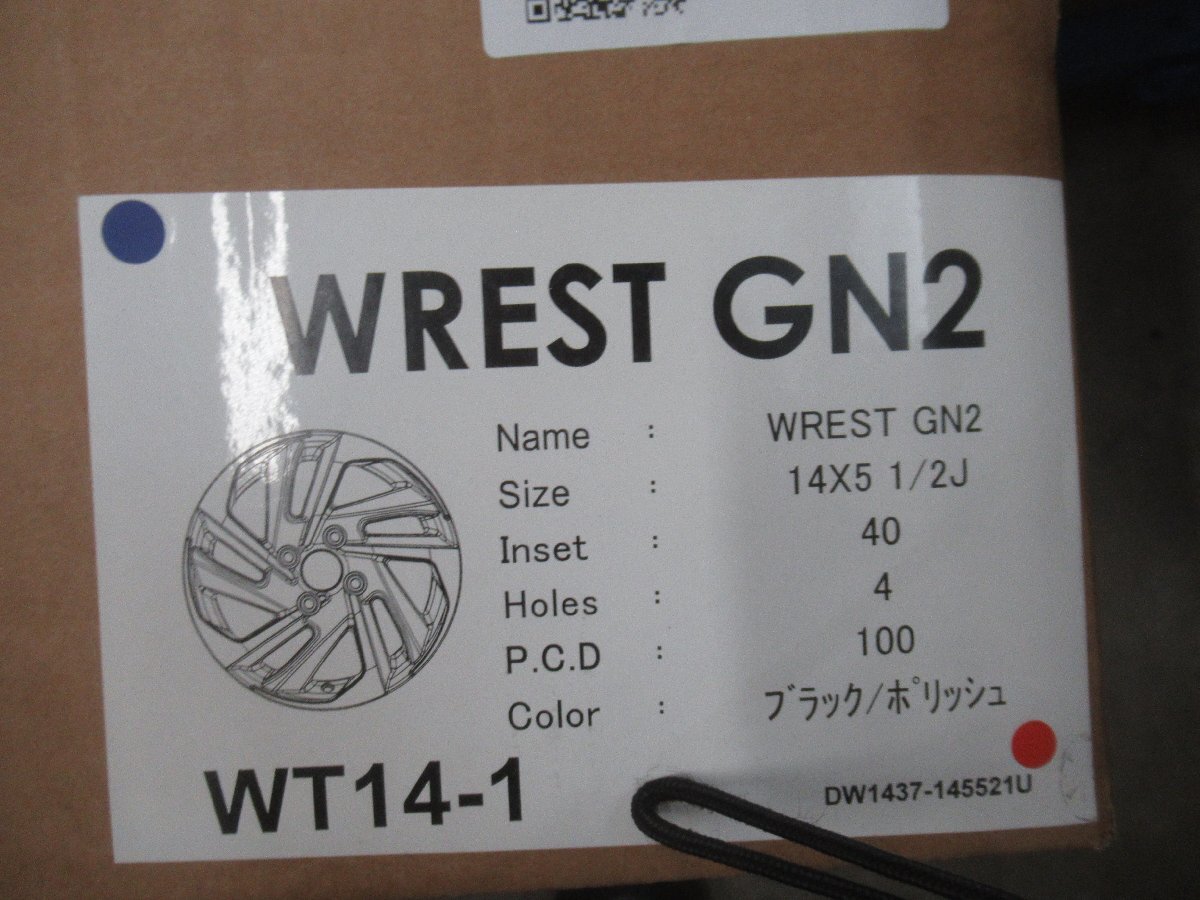 WREST GN2
Name : WREST GN2
Size : 14X5 1/2J
Inset : 40
Holes : 4
P.C.D : 100
Color : ﾌﾞﾗｯｸ/ﾎﾟﾘｯｼｭ
WT14-1
DW1437-145521U